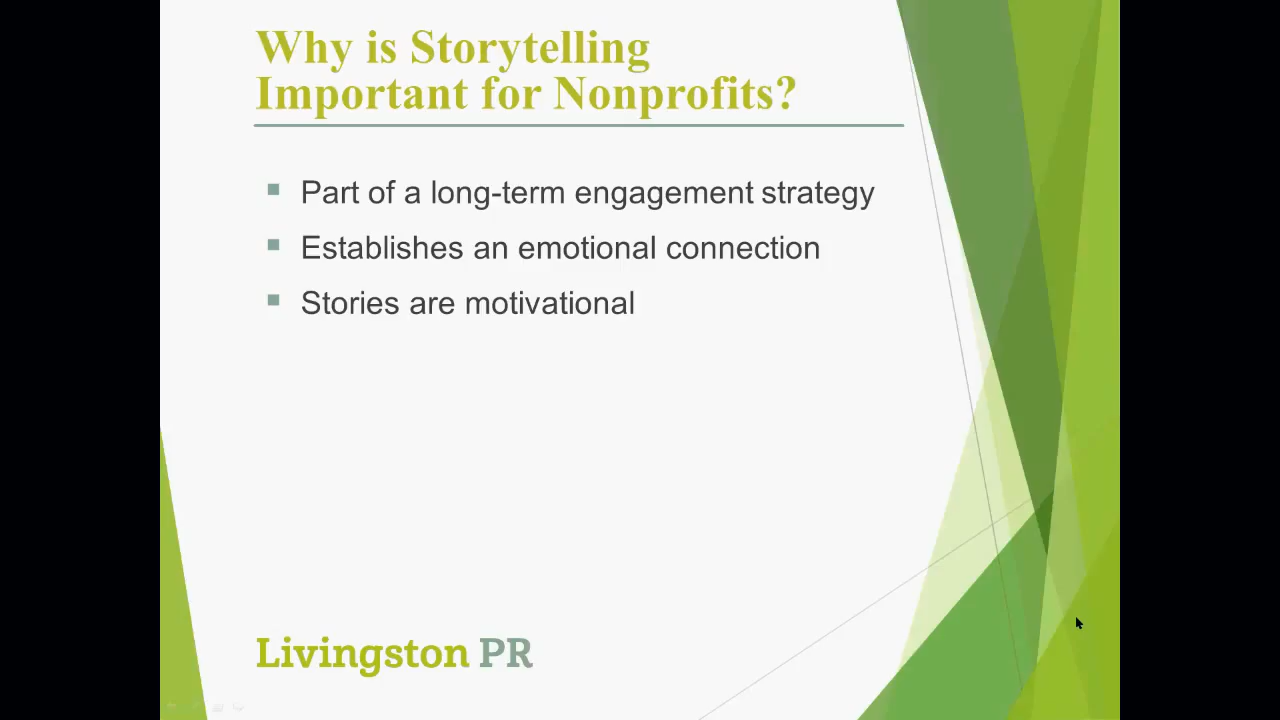 Why is Storytelling
Important for Nonprofits?
Part of a long-term engagement strategy
Establishes an emotional connection
Stories are motivational
Livingston PR